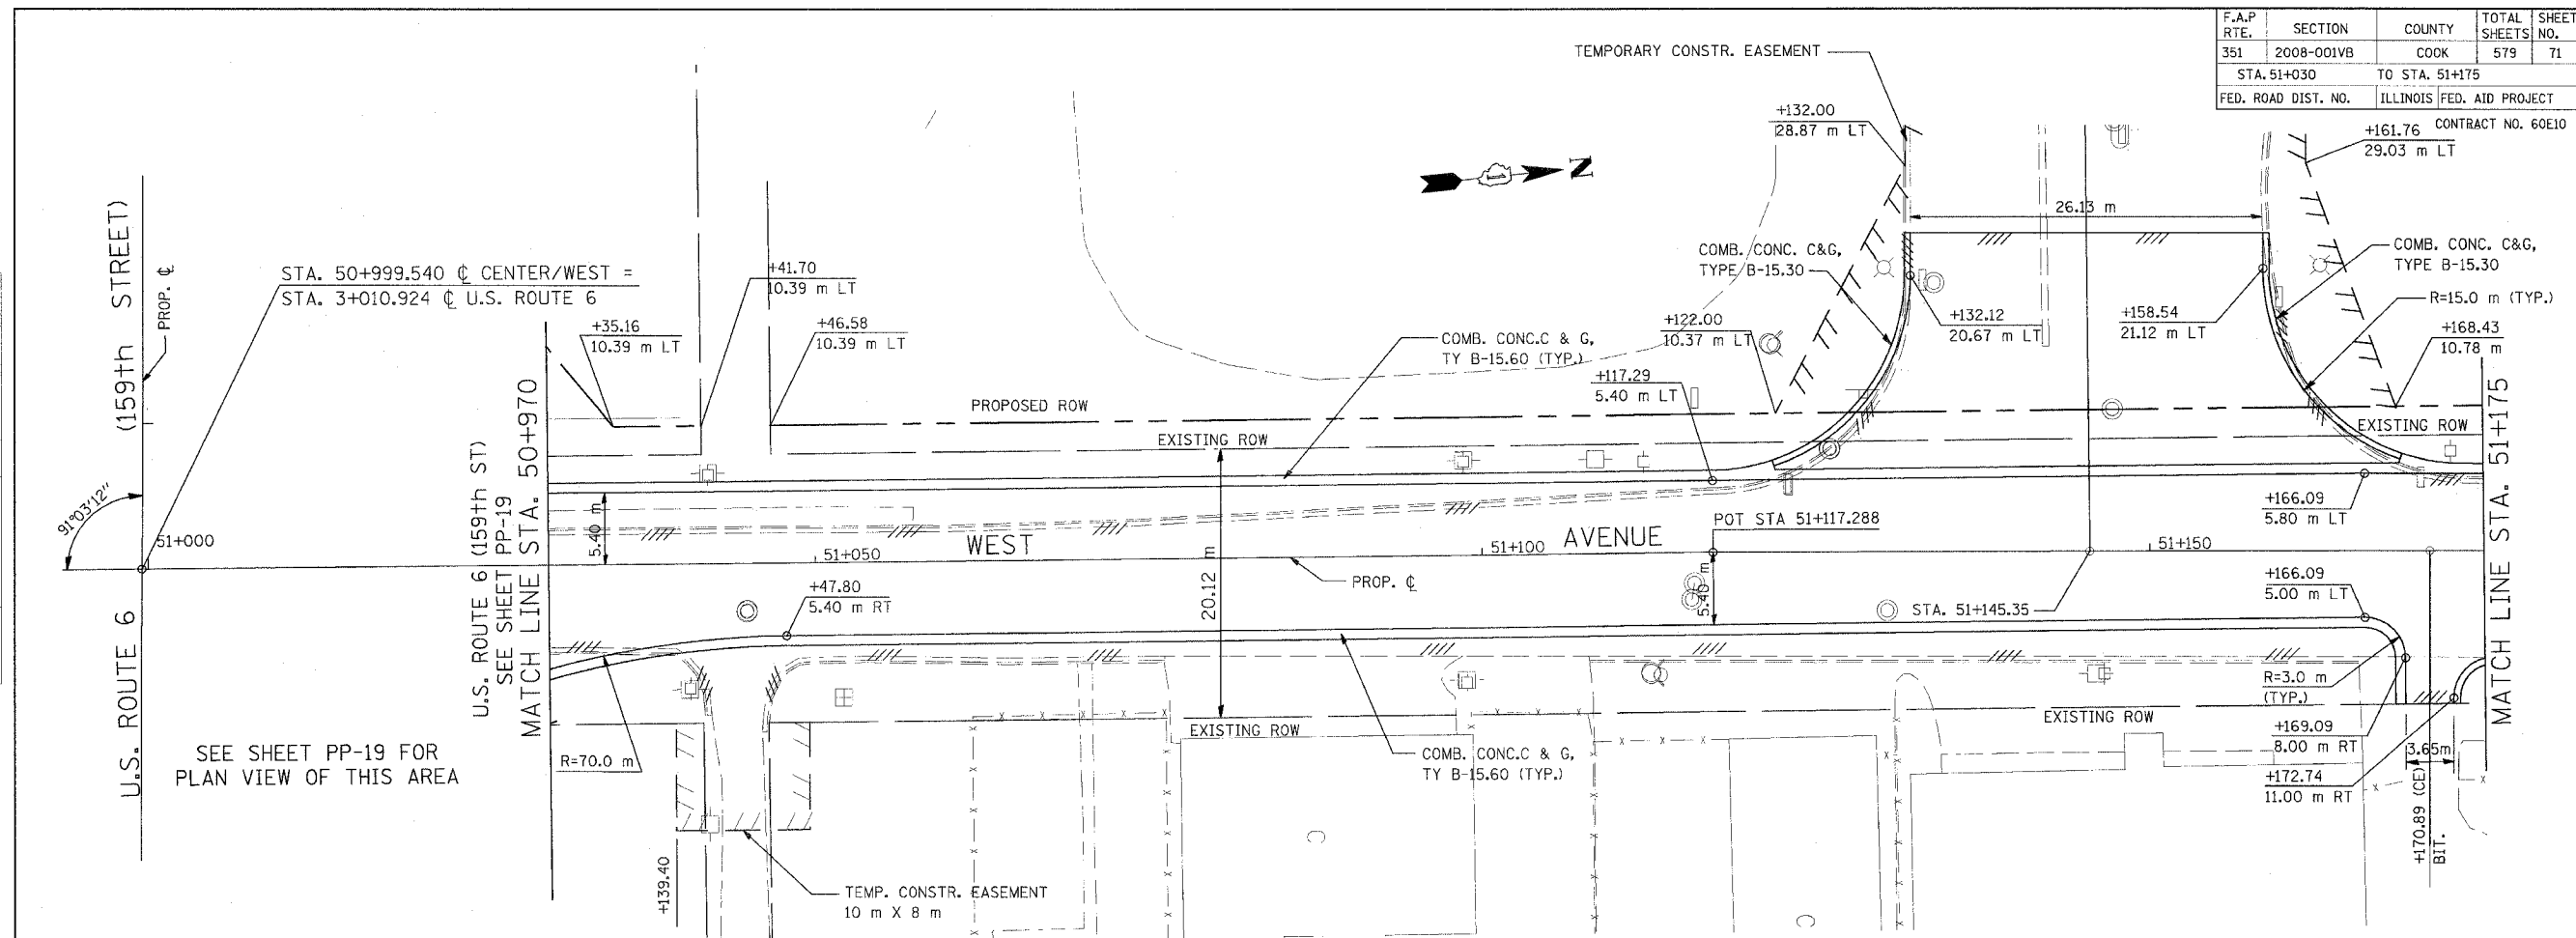 F.A.P RTE.
SECTION
COUNTY
TOTAL SHEETS
SHEET NO.
351
2008-001VB
COOK
579
71
STA. 51+030 TO STA. 51+175
FED. ROAD DIST. NO.
ILLINOIS
FED. AID PROJECT
CONTRACT NO. 60E10
TEMPORARY CONSTR. EASEMENT
+132.00
28.87 m LT
+161.76
29.03 m LT
N
26.13 m
COMB. CONC. C&G,
TYPE B-15.30
COMB. CONC. C&G,
TYPE B-15.30
R=15.0 m (TYP.)
(159th STREET)
PROP. ℄
STA. 50+999.540 ℄ CENTER/WEST =
STA. 3+010.924 ℄ U.S. ROUTE 6
+41.70
10.39 m LT
+35.16
10.39 m LT
+46.58
10.39 m LT
COMB. CONC.C & G,
TY B-15.60 (TYP.)
+122.00
10.37 m LT
+132.12
20.67 m LT
+158.54
21.12 m LT
+168.43
10.78 m
+117.29
5.40 m LT
PROPOSED ROW
EXISTING ROW
EXISTING ROW
91°03'12"
51+000
U.S. ROUTE 6
U.S. ROUTE 6 (159th ST)
SEE SHEET PP-19
MATCH LINE STA. 50+970
5.40 m
51+050
WEST
AVENUE
51+100
POT STA 51+117.288
51+150
+166.09
5.80 m LT
MATCH LINE STA. 51+175
+47.80
5.40 m RT
20.12 m
PROP. ℄
5.40 m
STA. 51+145.35
+166.09
5.00 m LT
R=3.0 m
(TYP.)
+169.09
8.00 m RT
3.65m
+172.74
11.00 m RT
+170.89 (CE)
BIT.
SEE SHEET PP-19 FOR
PLAN VIEW OF THIS AREA
R=70.0 m
EXISTING ROW
EXISTING ROW
COMB. CONC.C & G,
TY B-15.60 (TYP.)
+139.40
TEMP. CONSTR. EASEMENT
10 m X 8 m
C
C